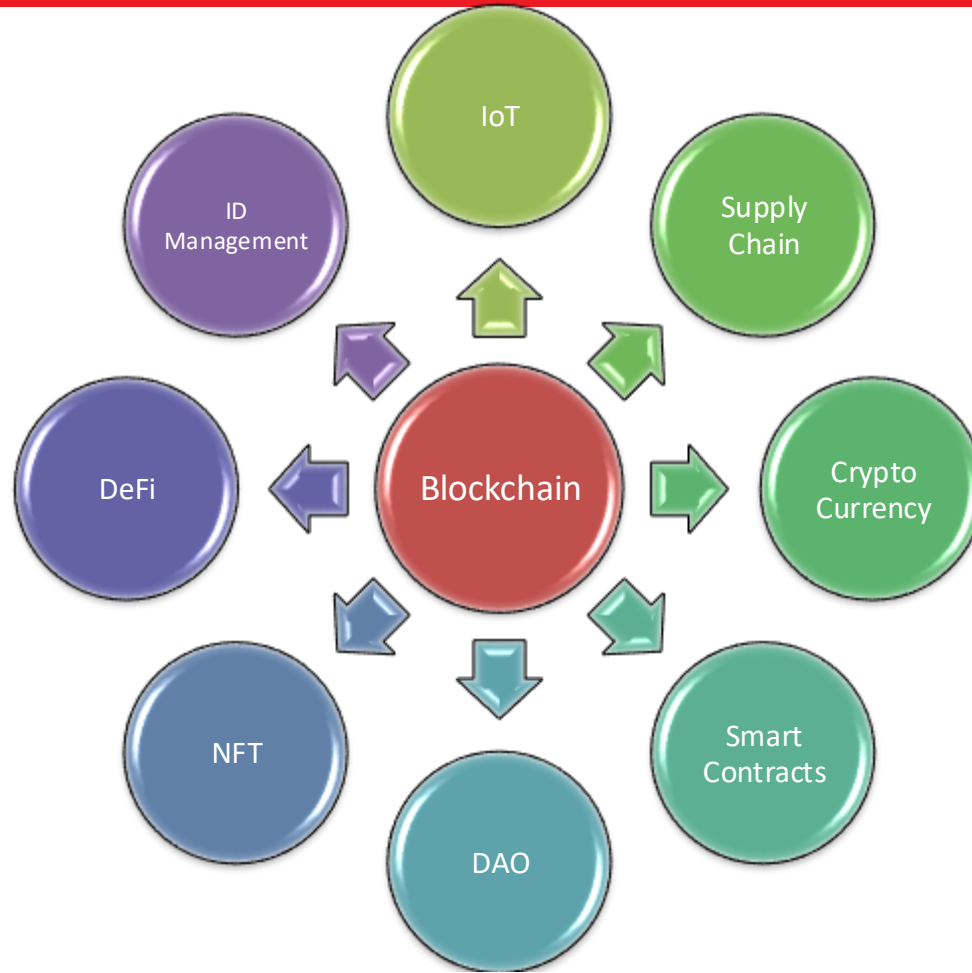 IoT
Supply
Chain
ID
Management
Blockchain
Crypto
Currency
DeFi
Smart
Contracts
NFT
DAO